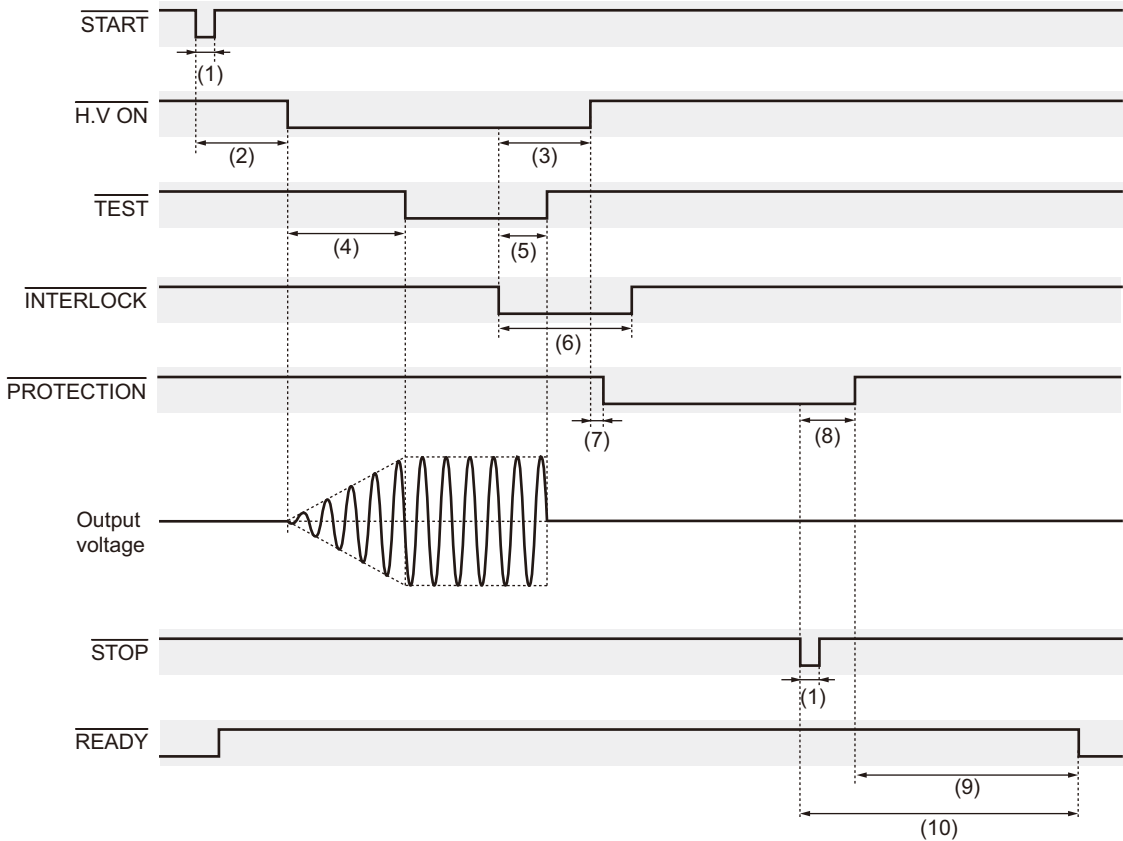 START
(1)
H.V ON
(2)
(3)
TEST
(4)
(5)
INTERLOCK
(6)
PROTECTION
(7)
(8)
Output
voltage
STOP
(1)
READY
(9)
(10)